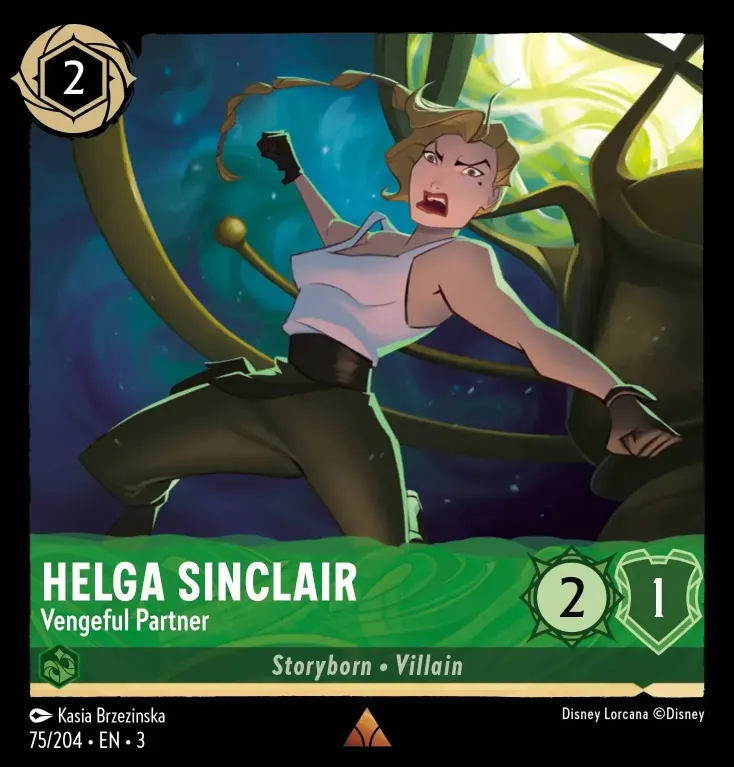 2
HELGA SINCLAIR
Vengeful Partner
2
1
Storyborn • Villain
Kasia Brzezinska
Disney Lorcana ©Disney
75/204 • EN • 3